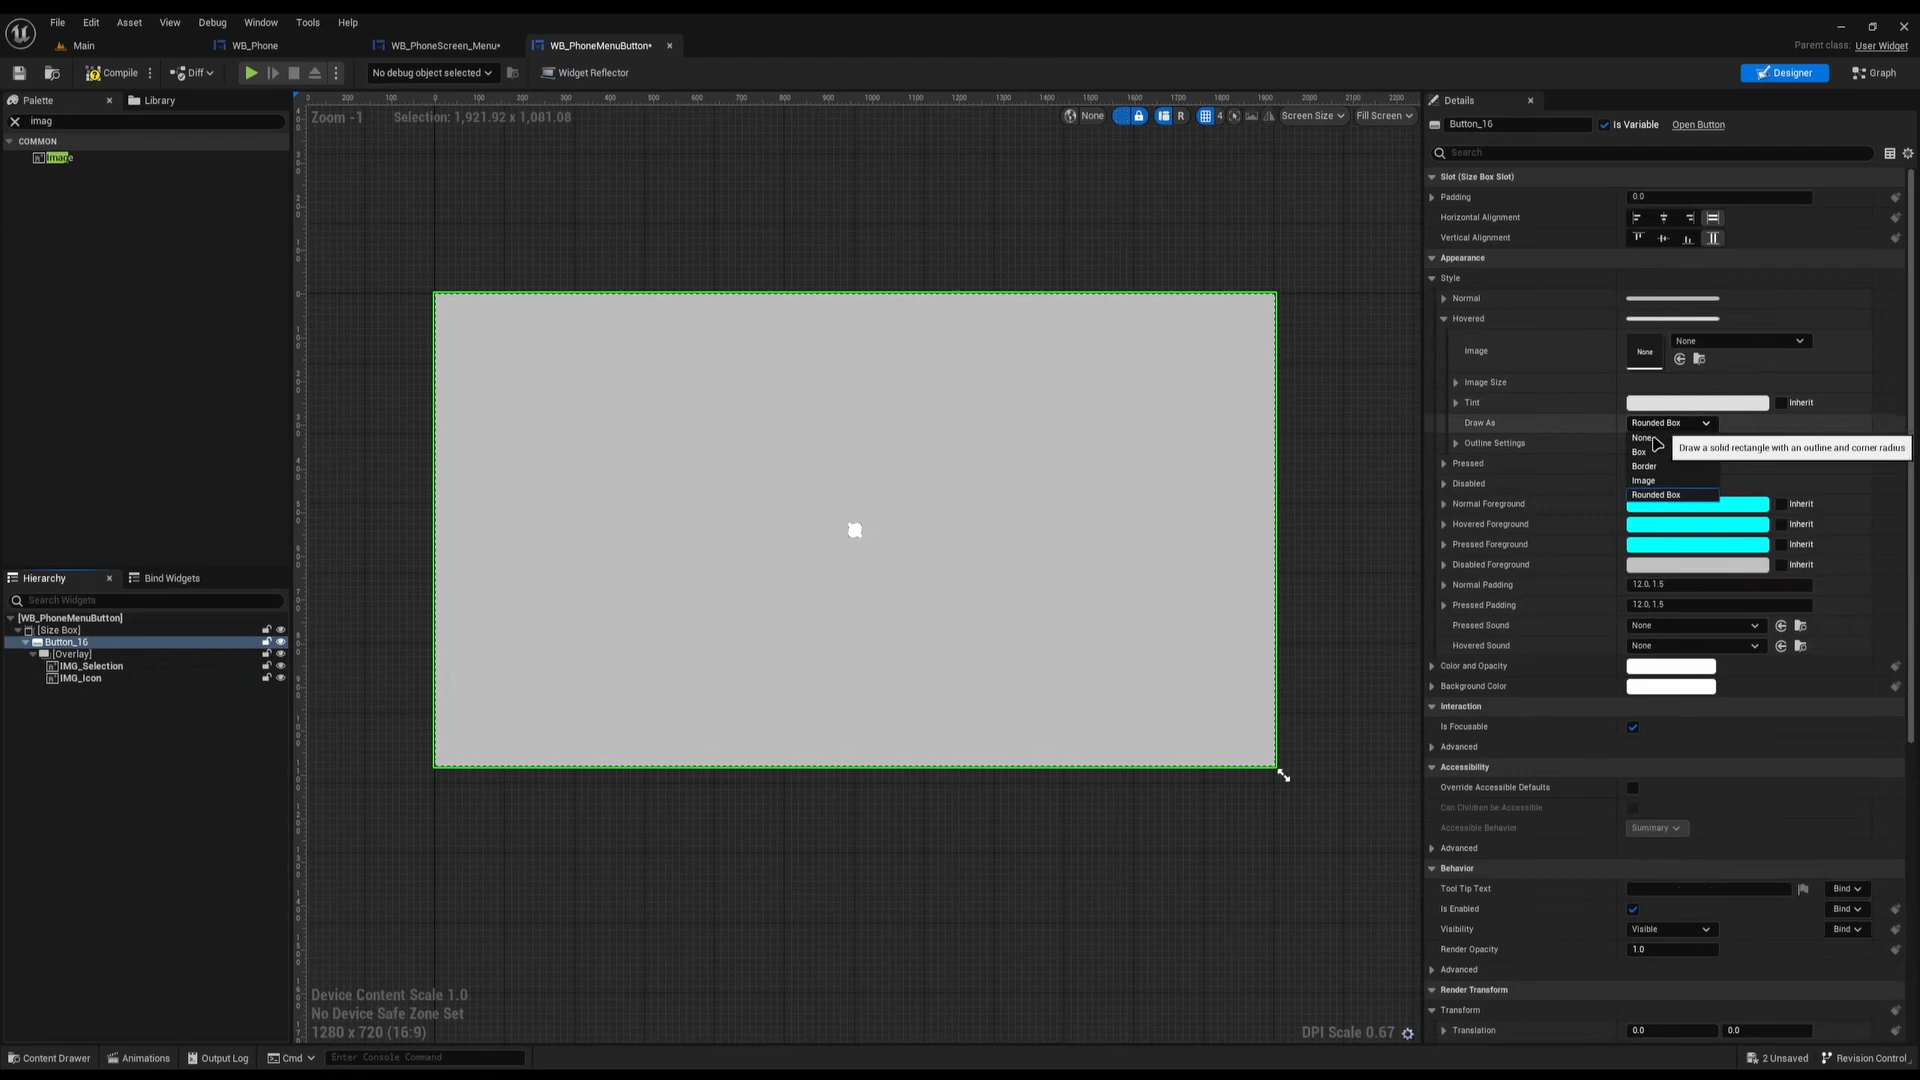 File Edit Asset View Debug Window Tools Help
Main WB_Phone WB_PhoneScreen_Menu* WB_PhoneMenuButton*
Parent class: User Widget
Compile Diff No debug object selected Widget Reflector Designer Graph
Palette Library
imag
COMMON
Image
Zoom -1 Selection: 1,921.92 x 1,081.08
None R 4 Screen Size Fill Screen
Hierarchy Bind Widgets
Search Widgets
[WB_PhoneMenuButton]
[Size Box]
Button_16
[Overlay]
IMG_Selection
IMG_Icon
Device Content Scale 1.0
No Device Safe Zone Set
1280 x 720 (16:9)
DPI Scale 0.67
Details
Button_16 Is Variable Open Button
Search
Slot (Size Box Slot)
Padding 0.0
Horizontal Alignment
Vertical Alignment
Appearance
Style
Normal
Hovered
Image None None
Image Size
Tint Inherit
Draw As Rounded Box
None
Box
Border
Image
Rounded Box
Draw a solid rectangle with an outline and corner radius
Outline Settings
Pressed
Disabled
Normal Foreground Inherit
Hovered Foreground Inherit
Pressed Foreground Inherit
Disabled Foreground Inherit
Normal Padding 12.0, 1.5
Pressed Padding 12.0, 1.5
Pressed Sound None
Hovered Sound None
Color and Opacity
Background Color
Interaction
Is Focusable
Advanced
Accessibility
Override Accessible Defaults
Can Children be Accessible
Accessible Behavior Summary
Advanced
Behavior
Tool Tip Text Bind
Is Enabled Bind
Visibility Visible Bind
Render Opacity 1.0
Advanced
Render Transform
Transform
Translation 0.0 0.0
Content Drawer Animations Output Log Cmd Enter Console Command 2 Unsaved Revision Control